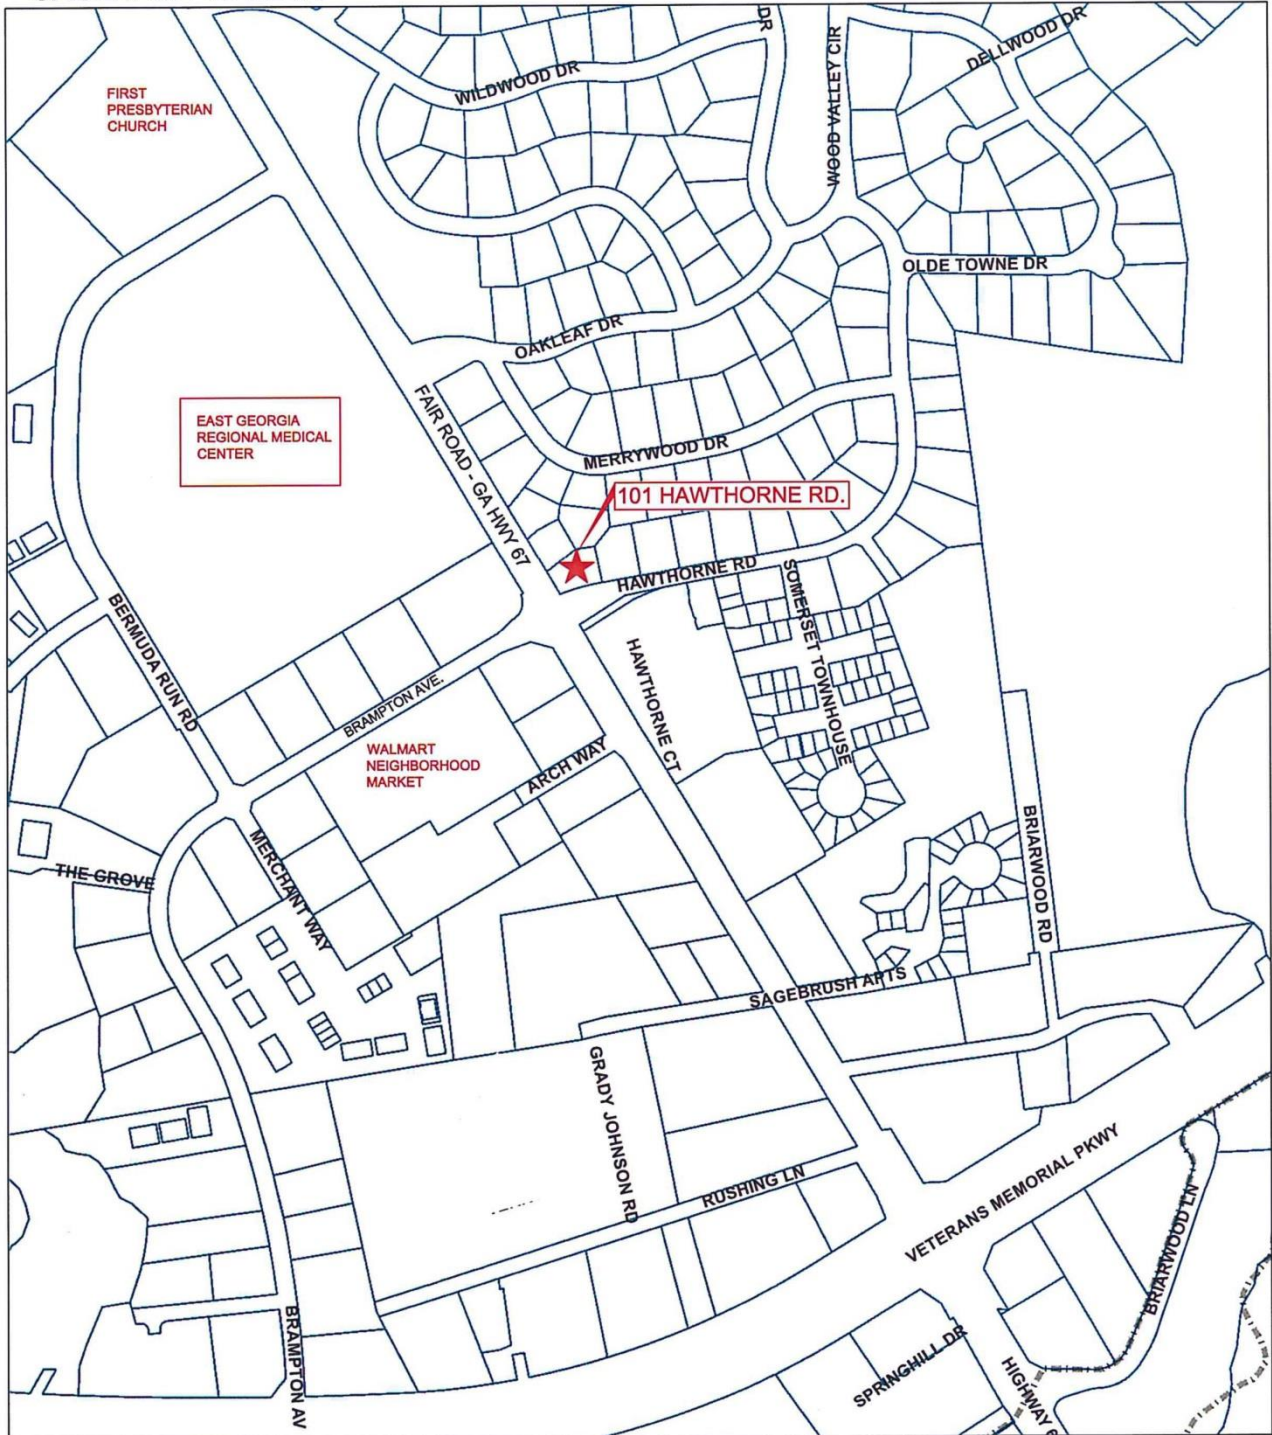 DR
DELLWOOD DR
WOOD VALLEY CIR
WILDWOOD DR
FIRST
PRESBYTERIAN
CHURCH
OLDE TOWNE DR
OAKLEAF DR
FAIR ROAD - GA HWY 67
EAST GEORGIA
REGIONAL MEDICAL
CENTER
MERRYWOOD DR
101 HAWTHORNE RD.
HAWTHORNE RD
SOMERSET TOWNHOUSE
BERMUDA RUN RD
HAWTHORNE CT
BRAMPTON AVE.
WALMART
NEIGHBORHOOD
MARKET
ARCH WAY
BRIARWOOD RD
MERCHANT WAY
THE GROVE
SAGEBRUSH APTS
GRADY JOHNSON RD
RUSHING LN
VETERANS MEMORIAL PKWY
BRIARWOOD LN
BRAMPTON AV
SPRINGHILL DR
HIGHWAY